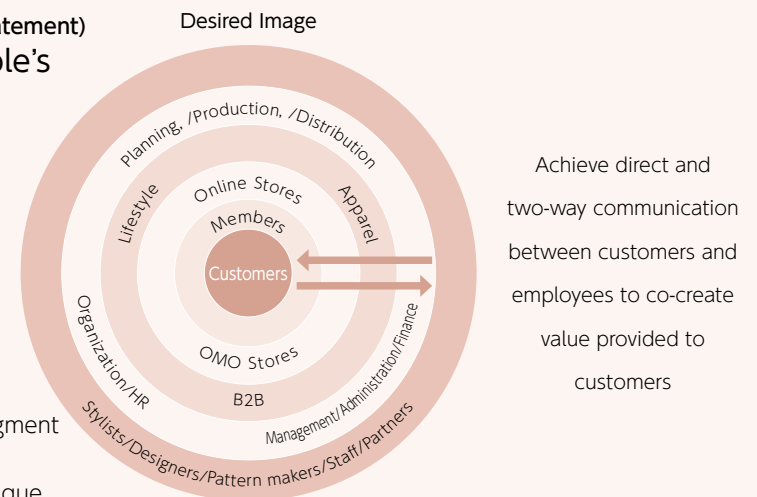 atement)
ple's
Desired Image
Planning, /Production, /Distribution
Lifestyle
Apparel
Online Stores
Members
Customers
OMO Stores
B2B
Organization/HR
Management/Administration/Finance
Stylists/Designers/Pattern makers/Staff/Partners
Achieve direct and
two-way communication
between customers and
employees to co-create
value provided to
customers
gment
que